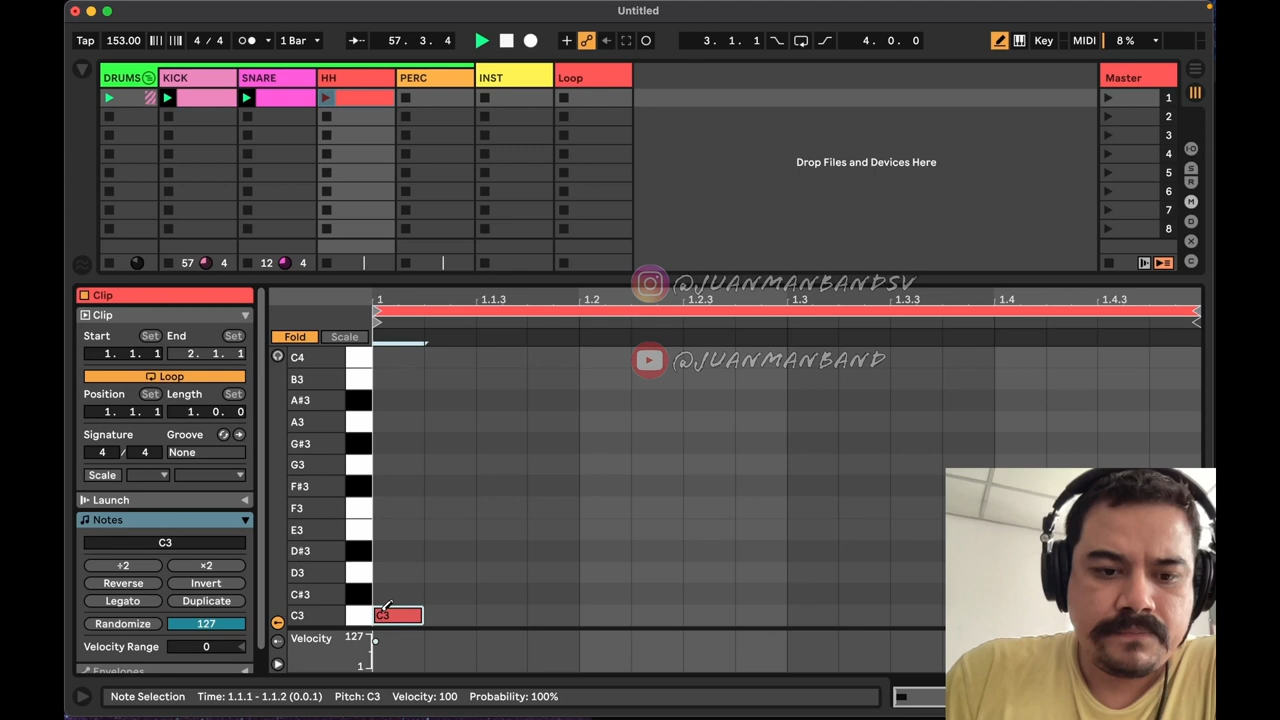 Untitled
Tap 153.00 4 / 4 1 Bar 57. 3. 4 3. 1. 1 4. 0. 0 Key MIDI 8 %
DRUMS KICK SNARE HH PERC INST Loop Master
1
2
3
4
5
6
7
8
Drop Files and Devices Here
57 4 12 4
@JUANMANBANDSV
@JUANMANBAND
Clip
Clip
Start Set End Set
1. 1. 1 2. 1. 1
Loop
Position Set Length Set
1. 1. 1 1. 0. 0
Signature Groove
4 / 4 None
Scale
Launch
Notes
C3
÷2 ×2
Reverse Invert
Legato Duplicate
Randomize 127
Velocity Range 0
Envelopes
1 1.1.3 1.2 1.2.3 1.3 1.3.3 1.4 1.4.3
Fold Scale
C4
B3
A#3
A3
G#3
G3
F#3
F3
E3
D#3
D3
C#3
C3 C3
Velocity 127
1
Note Selection Time: 1.1.1 - 1.1.2 (0.0.1) Pitch: C3 Velocity: 100 Probability: 100%